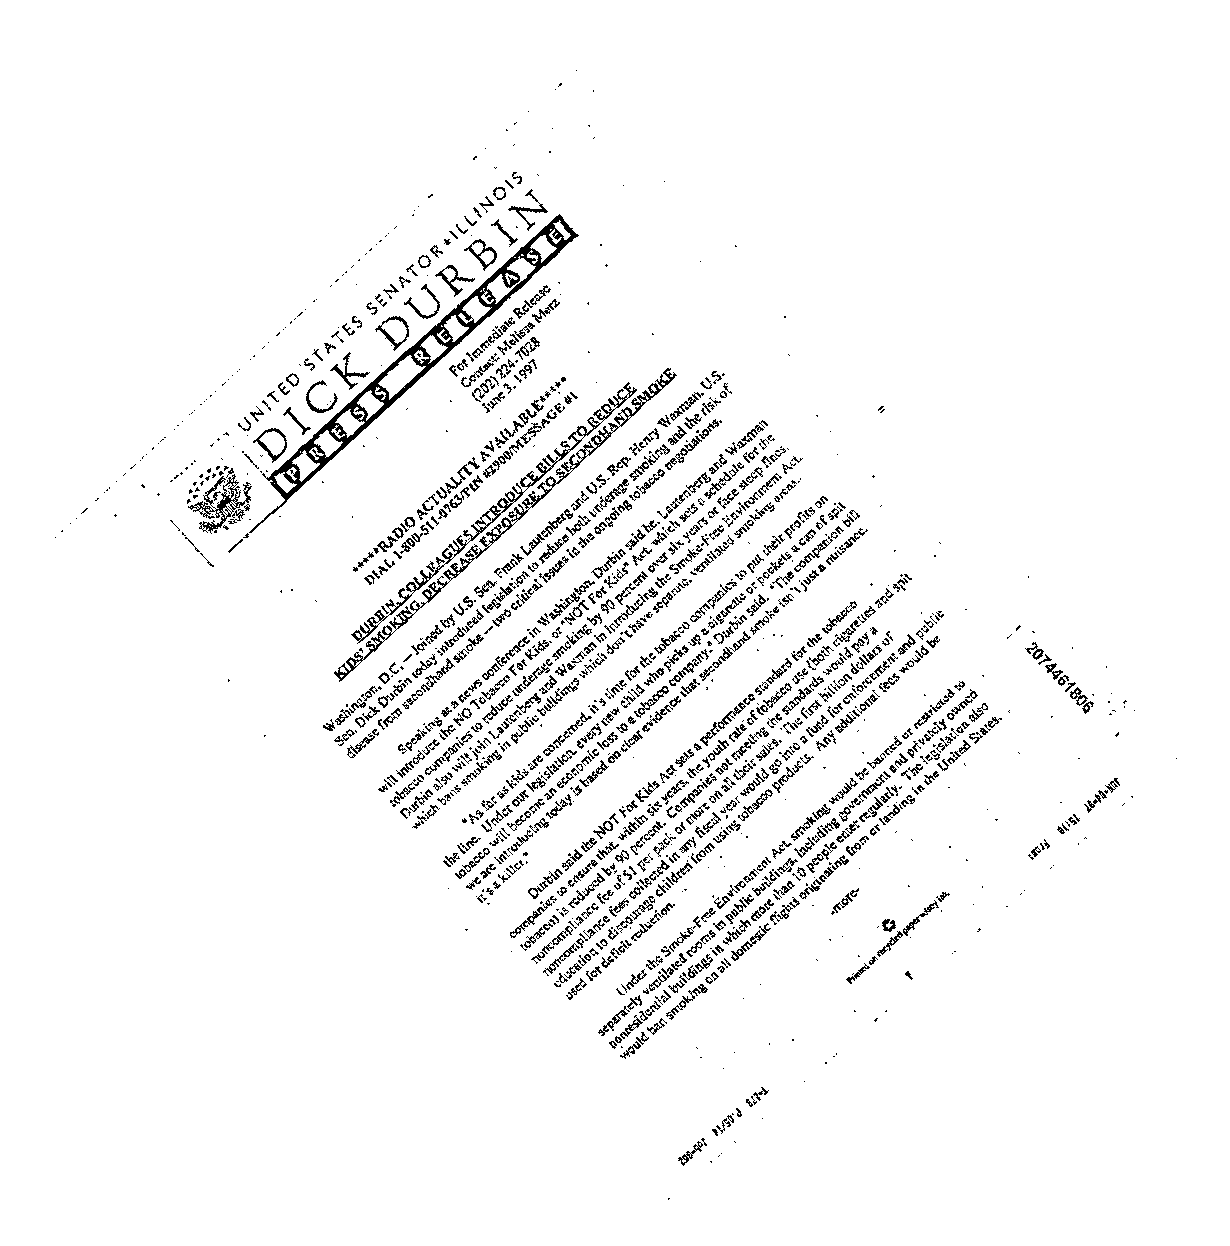 UNITED STATES SENATOR • ILLINOIS
DICK DURBIN
PRESS RELEASE
For Immediate Release
Contact: Melissa Merz
(202) 224-7028
June 3, 1997
*****RADIO ACTUALITY AVAILABLE*****
DIAL 1-800-511-0763/PIN #2900/MESSAGE #1
DURBIN, COLLEAGUES INTRODUCE BILLS TO REDUCE
KIDS' SMOKING, DECREASE EXPOSURE TO SECONDHAND SMOKE
Washington, D.C. — Joined by U.S. Sen. Frank Lautenberg and U.S. Rep. Henry Waxman, U.S.
Sen. Dick Durbin today introduced legislation to reduce both underage smoking and the risk of
disease from secondhand smoke — two critical issues in the ongoing tobacco negotiations.
Speaking at a news conference in Washington, Durbin said he, Lautenberg and Waxman
will introduce the NO Tobacco For Kids, or "NOT For Kids" Act, which sets a schedule for the
tobacco companies to reduce underage smoking by 90 percent over six years or face steep fines.
Durbin also will join Lautenberg and Waxman in introducing the Smoke-Free Environment Act,
which bans smoking in public buildings which don't have separate, ventilated smoking areas.
"As far as kids are concerned, it's time for the tobacco companies to put their profits on
the line. Under our legislation, every new child who picks up a cigarette or pockets a can of spit
tobacco will become an economic loss to a tobacco company," Durbin said. "The companion bill
we are introducing today is based on clear evidence that secondhand smoke isn't just a nuisance.
It's a killer."
Durbin said the NOT For Kids Act sets a performance standard for the tobacco
companies to ensure that, within six years, the youth rate of tobacco use (both cigarettes and spit
tobacco) is reduced by 90 percent. Companies not meeting the standards would pay a
noncompliance fee of $1 per pack or more on all their sales. The first billion dollars of
noncompliance fees collected in any fiscal year would go into a fund for enforcement and public
education to discourage children from using tobacco products. Any additional fees would be
used for deficit reduction.
Under the Smoke-Free Environment Act, smoking would be banned or restricted to
separately ventilated rooms in public buildings, including government and privately owned
nonresidential buildings in which more than 10 people enter regularly. The legislation also
would ban smoking on all domestic flights originating from or landing in the United States.
-more-
Printed on recycled paper
2074461806